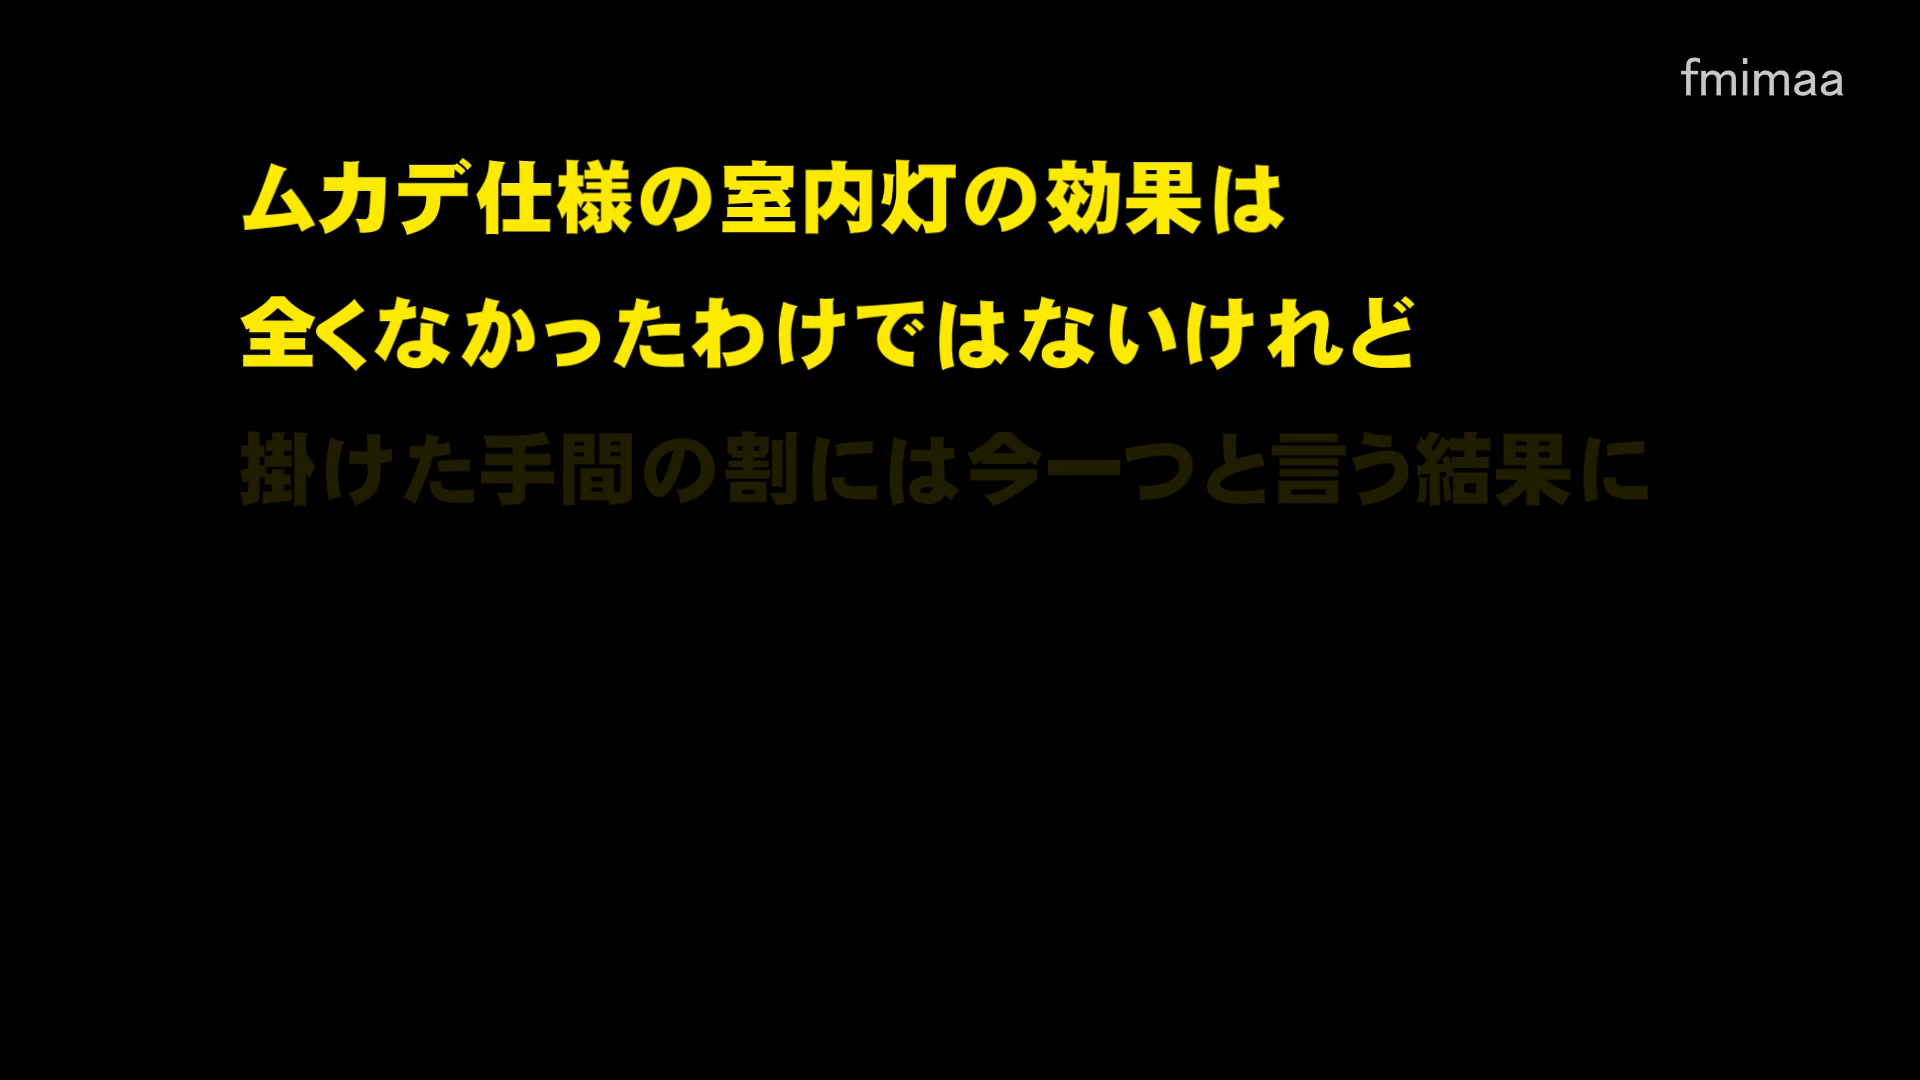 fmimaa
ムカデ仕様の室内灯の効果は
全くなかったわけではないけれど
掛けた手間の割には今一つと言う結果に